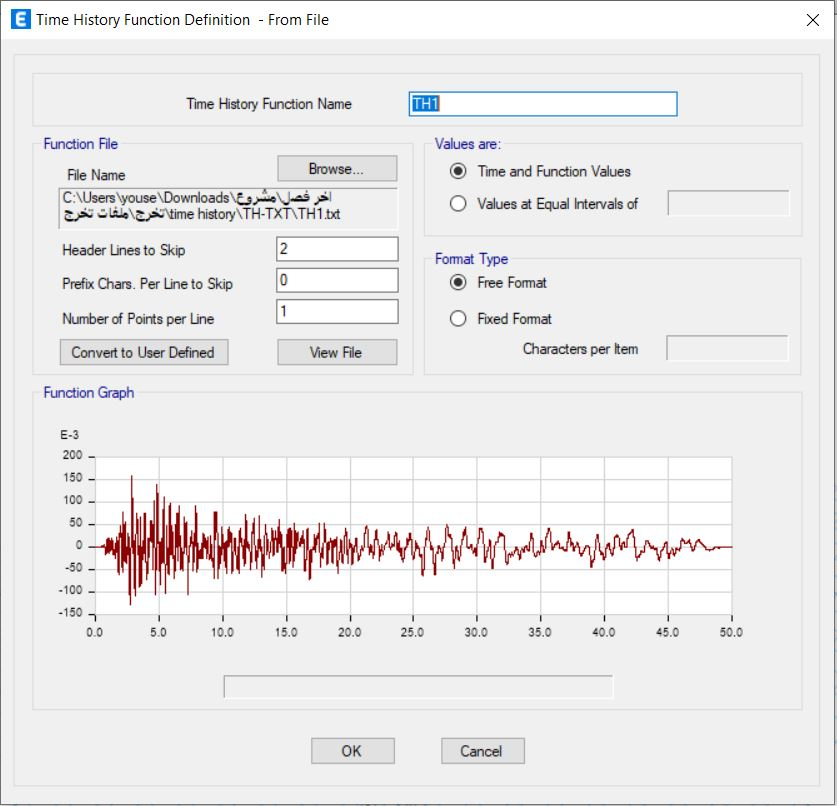 E Time History Function Definition - From File
Time History Function Name TH1
Function File
File Name Browse...
C:\Users\youse\Downloads\اخر فصل\مشروع
تخرج\ملفات تخرج\time history\TH-TXT\TH1.txt
Header Lines to Skip 2
Prefix Chars. Per Line to Skip 0
Number of Points per Line 1
Convert to User Defined View File
Values are:
Time and Function Values
Values at Equal Intervals of
Format Type
Free Format
Fixed Format
Characters per Item
Function Graph
E-3
200
150
100
50
0
-50
-100
-150
0.0 5.0 10.0 15.0 20.0 25.0 30.0 35.0 40.0 45.0 50.0
OK Cancel